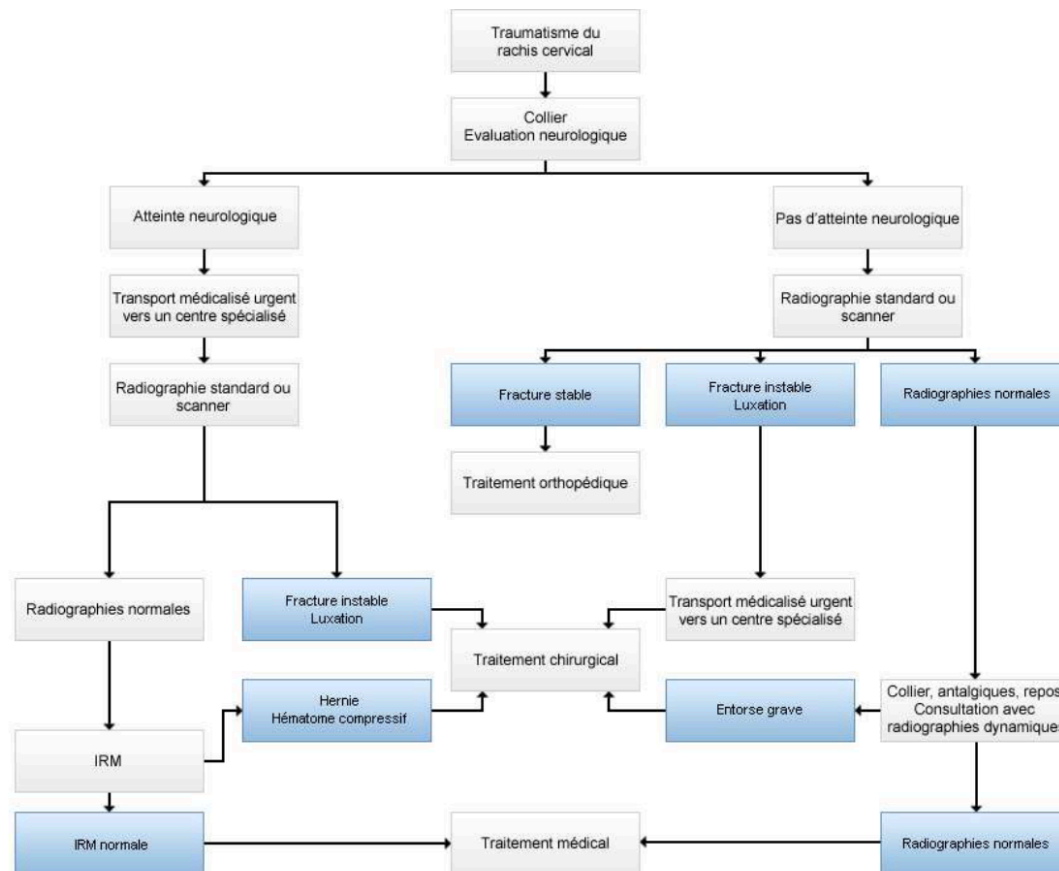 Traumatisme du
rachis cervical
Collier
Evaluation neurologique
Atteinte neurologique
Pas d'atteinte neurologique
Transport médicalisé urgent
vers un centre spécialisé
Radiographie standard ou
scanner
Radiographie standard ou
scanner
Fracture stable
Fracture instable
Luxation
Radiographies normales
Traitement orthopédique
Radiographies normales
Fracture instable
Luxation
Transport médicalisé urgent
vers un centre spécialisé
Traitement chirurgical
Hernie
Hématome compressif
Entorse grave
Collier, antalgiques, repos
Consultation avec
radiographies dynamiques
IRM
IRM normale
Traitement médical
Radiographies normales